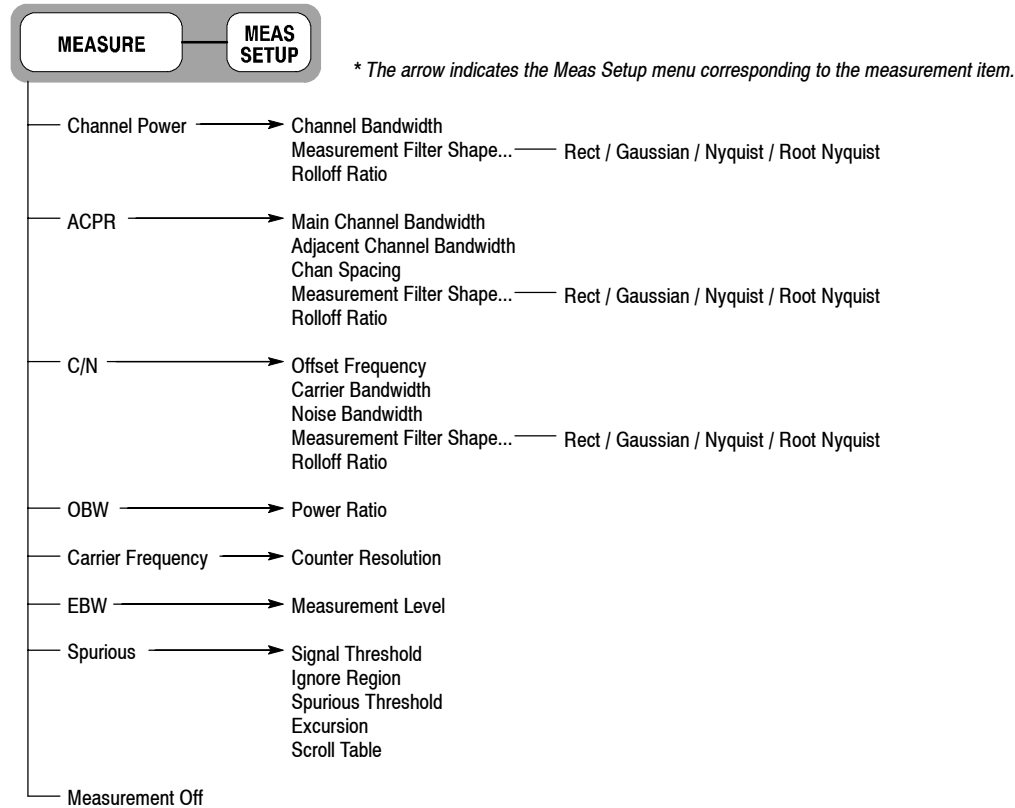 MEASURE
MEAS
SETUP
* The arrow indicates the Meas Setup menu corresponding to the measurement item.
Channel Power
Channel Bandwidth
Measurement Filter Shape...
Rect / Gaussian / Nyquist / Root Nyquist
Rolloff Ratio
ACPR
Main Channel Bandwidth
Adjacent Channel Bandwidth
Chan Spacing
Measurement Filter Shape...
Rect / Gaussian / Nyquist / Root Nyquist
Rolloff Ratio
C/N
Offset Frequency
Carrier Bandwidth
Noise Bandwidth
Measurement Filter Shape...
Rect / Gaussian / Nyquist / Root Nyquist
Rolloff Ratio
OBW
Power Ratio
Carrier Frequency
Counter Resolution
EBW
Measurement Level
Spurious
Signal Threshold
Ignore Region
Spurious Threshold
Excursion
Scroll Table
Measurement Off